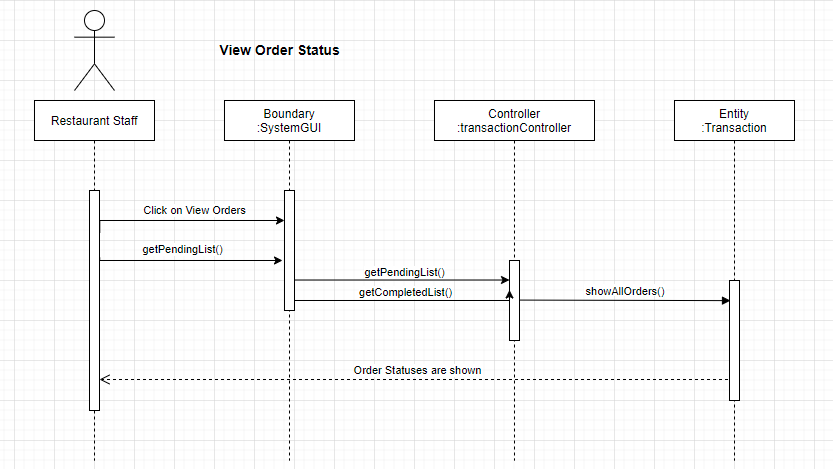 View Order Status
Restaurant Staff
Boundary
:SystemGUI
Controller
:transactionController
Entity
:Transaction
Click on View Orders
getPendingList()
getPendingList()
getCompletedList()
showAllOrders()
Order Statuses are shown